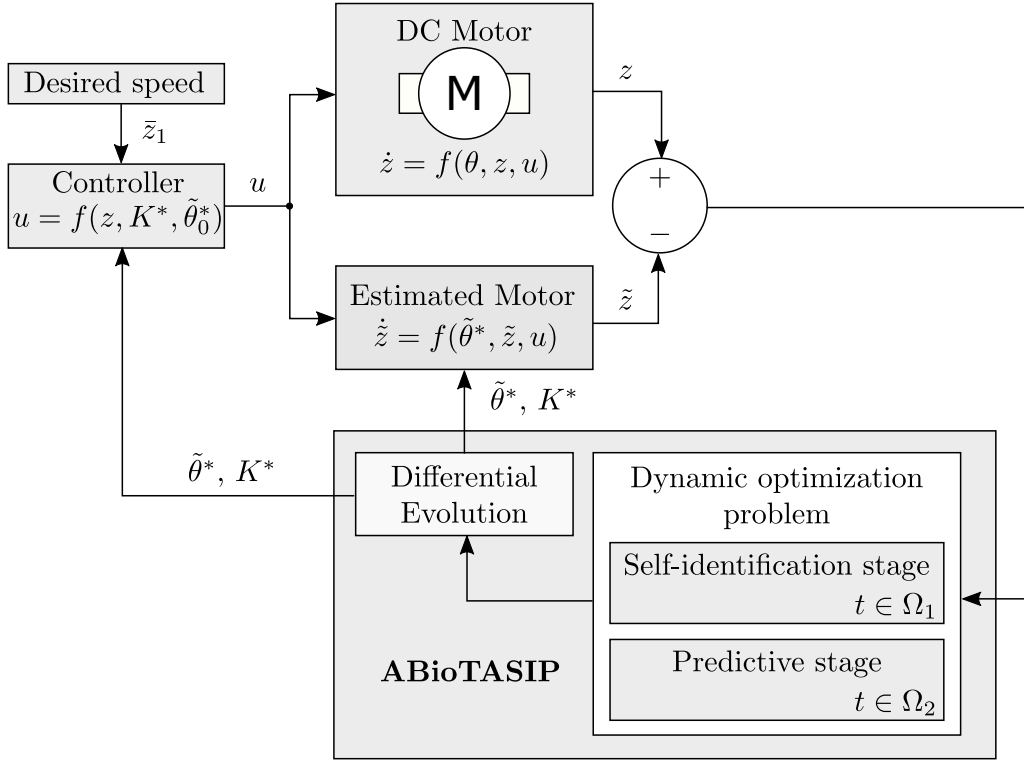 Desired speed
z̄₁
Controller
u = f(z, K*, θ̃₀*)
u
DC Motor
M
ż = f(θ, z, u)
z
+
−
Estimated Motor
z̃̇ = f(θ̃*, z̃, u)
z̃
θ̃*, K*
θ̃*, K*
Differential
Evolution
Dynamic optimization
problem
Self-identification stage
t ∈ Ω₁
Predictive stage
t ∈ Ω₂
ABioTASIP